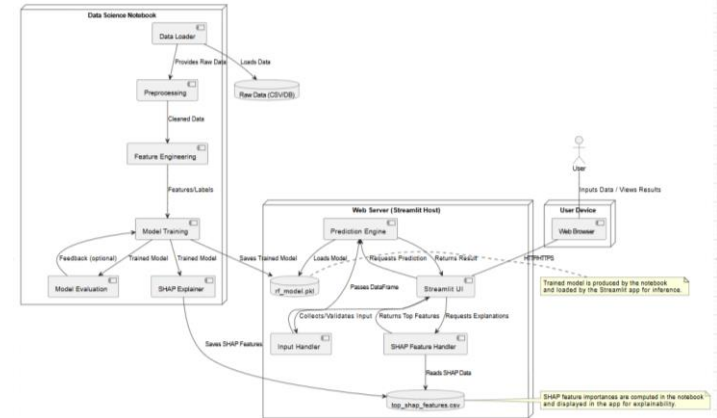 Data Science Notebook
Data Loader
Provides Raw Data
Loads Data
Preprocessing
Raw Data (CSV/DB)
Cleaned Data
Feature Engineering
User
Features/Labels
Inputs Data / Views Results
Web Server (Streamlit Host)
User Device
Model Training
Prediction Engine
Web Browser
Feedback (optional)
Trained Model
Trained Model
Saves Trained Model
Loads Model
Requests Prediction
Returns Result
HTTP/HTTPS
Model Evaluation
SHAP Explainer
rf_model.pkl
Passes DataFrame
Streamlit UI
Trained model is produced by the notebook
and loaded by the Streamlit app for inference.
Collects/Validates Input
Returns Top Features
Requests Explanations
Saves SHAP Features
Input Handler
SHAP Feature Handler
Reads SHAP Data
top_shap_features.csv
SHAP feature importances are computed in the notebook
and displayed in the app for explainability.